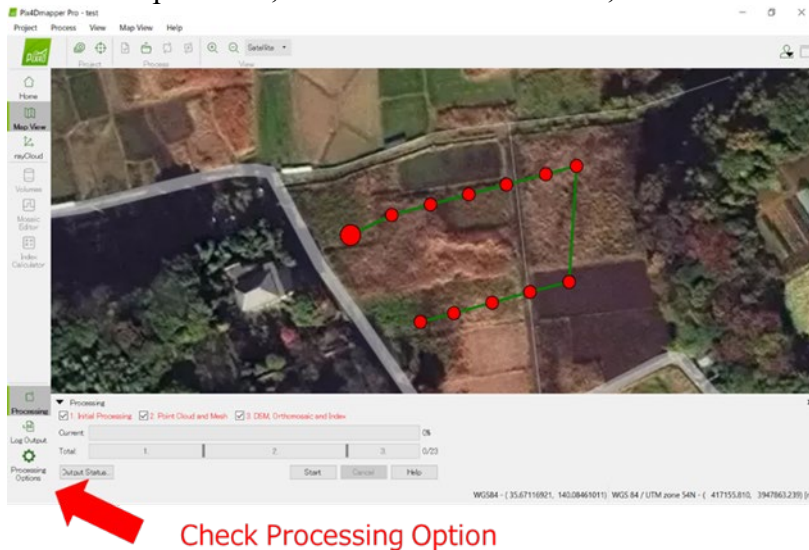 Pix4Dmapper Pro - test
Project Process View Map View Help
Project Process View
Satellite
Home
Map View
rayCloud
Volumes
Mosaic
Editor
Index
Calculator
Processing
Log Output
Processing
Options
Processing
1. Initial Processing 2. Point Cloud and Mesh 3. DSM, Orthomosaic and Index
Current: 0%
Total: 1. 2. 3. 0/23
Output Status... Start Cancel Help
WGS84 - ( 35.67116921, 140.08461011) WGS 84 / UTM zone 54N - ( 417155.810, 3947863.239)
Check Processing Option